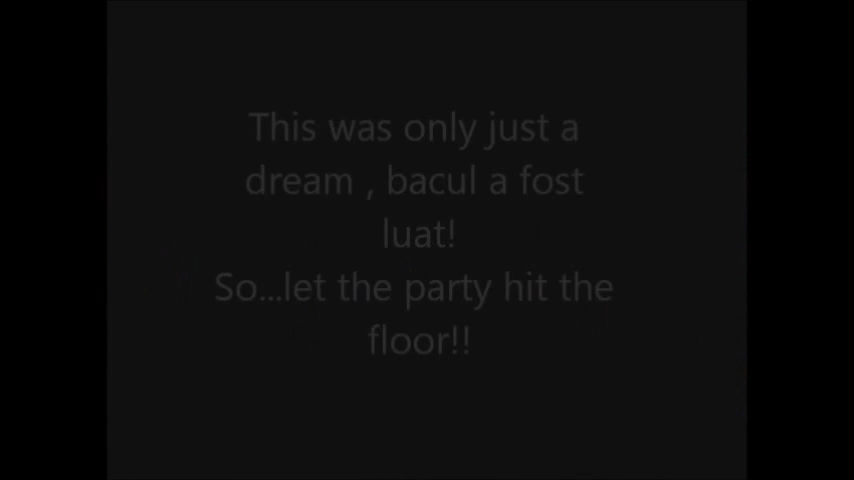 This was only just a
dream , bacul a fost
luat!
So...let the party hit the
floor!!